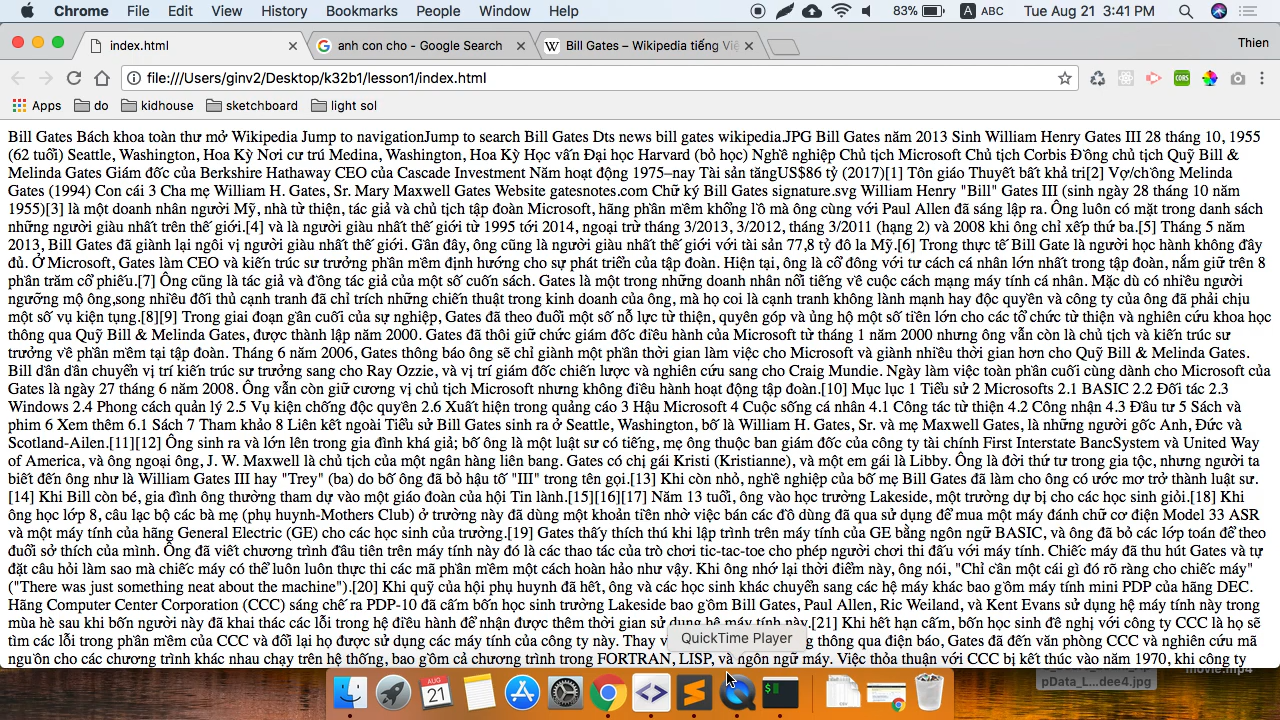 Chrome File Edit View History Bookmarks People Window Help 83% A ABC Tue Aug 21 3:41 PM
index.html anh con cho - Google Search W Bill Gates – Wikipedia tiếng Việ Thien
file:///Users/ginv2/Desktop/k32b1/lesson1/index.html CORS
Apps do kidhouse sketchboard light sol
Bill Gates Bách khoa toàn thư mở Wikipedia Jump to navigationJump to search Bill Gates Dts news bill gates wikipedia.JPG Bill Gates năm 2013 Sinh William Henry Gates III 28 tháng 10, 1955
(62 tuổi) Seattle, Washington, Hoa Kỳ Nơi cư trú Medina, Washington, Hoa Kỳ Học vấn Đại học Harvard (bỏ học) Nghề nghiệp Chủ tịch Microsoft Chủ tịch Corbis Đồng chủ tịch Quỹ Bill &
Melinda Gates Giám đốc của Berkshire Hathaway CEO của Cascade Investment Năm hoạt động 1975–nay Tài sản tăngUS$86 tỷ (2017)[1] Tôn giáo Thuyết bất khả tri[2] Vợ/chồng Melinda
Gates (1994) Con cái 3 Cha mẹ William H. Gates, Sr. Mary Maxwell Gates Website gatesnotes.com Chữ ký Bill Gates signature.svg William Henry "Bill" Gates III (sinh ngày 28 tháng 10 năm
1955)[3] là một doanh nhân người Mỹ, nhà từ thiện, tác giả và chủ tịch tập đoàn Microsoft, hãng phần mềm khổng lồ mà ông cùng với Paul Allen đã sáng lập ra. Ông luôn có mặt trong danh sách
những người giàu nhất trên thế giới.[4] và là người giàu nhất thế giới từ 1995 tới 2014, ngoại trừ tháng 3/2013, 3/2012, tháng 3/2011 (hạng 2) và 2008 khi ông chỉ xếp thứ ba.[5] Tháng 5 năm
2013, Bill Gates đã giành lại ngôi vị người giàu nhất thế giới. Gần đây, ông cũng là người giàu nhất thế giới với tài sản 77,8 tỷ đô la Mỹ.[6] Trong thực tế Bill Gate là người học hành không đầy
đủ. Ở Microsoft, Gates làm CEO và kiến trúc sư trưởng phần mềm định hướng cho sự phát triển của tập đoàn. Hiện tại, ông là cổ đông với tư cách cá nhân lớn nhất trong tập đoàn, nắm giữ trên 8
phần trăm cổ phiếu.[7] Ông cũng là tác giả và đồng tác giả của một số cuốn sách. Gates là một trong những doanh nhân nổi tiếng về cuộc cách mạng máy tính cá nhân. Mặc dù có nhiều người
ngưỡng mộ ông,song nhiều đối thủ cạnh tranh đã chỉ trích những chiến thuật trong kinh doanh của ông, mà họ coi là cạnh tranh không lành mạnh hay độc quyền và công ty của ông đã phải chịu
một số vụ kiện tụng.[8][9] Trong giai đoạn gần cuối của sự nghiệp, Gates đã theo đuổi một số nỗ lực từ thiện, quyên góp và ủng hộ một số tiền lớn cho các tổ chức từ thiện và nghiên cứu khoa học
thông qua Quỹ Bill & Melinda Gates, được thành lập năm 2000. Gates đã thôi giữ chức giám đốc điều hành của Microsoft từ tháng 1 năm 2000 nhưng ông vẫn còn là chủ tịch và kiến trúc sư
trưởng về phần mềm tại tập đoàn. Tháng 6 năm 2006, Gates thông báo ông sẽ chỉ giành một phần thời gian làm việc cho Microsoft và giành nhiều thời gian hơn cho Quỹ Bill & Melinda Gates.
Bill dần dần chuyển vị trí kiến trúc sư trưởng sang cho Ray Ozzie, và vị trí giám đốc chiến lược và nghiên cứu sang cho Craig Mundie. Ngày làm việc toàn phần cuối cùng dành cho Microsoft của
Gates là ngày 27 tháng 6 năm 2008. Ông vẫn còn giữ cương vị chủ tịch Microsoft nhưng không điều hành hoạt động tập đoàn.[10] Mục lục 1 Tiểu sử 2 Microsofts 2.1 BASIC 2.2 Đối tác 2.3
Windows 2.4 Phong cách quản lý 2.5 Vụ kiện chống độc quyền 2.6 Xuất hiện trong quảng cáo 3 Hậu Microsoft 4 Cuộc sống cá nhân 4.1 Công tác từ thiện 4.2 Công nhận 4.3 Đầu tư 5 Sách và
phim 6 Xem thêm 6.1 Sách 7 Tham khảo 8 Liên kết ngoài Tiểu sử Bill Gates sinh ra ở Seattle, Washington, bố là William H. Gates, Sr. và mẹ Maxwell Gates, là những người gốc Anh, Đức và
Scotland-Ailen.[11][12] Ông sinh ra và lớn lên trong gia đình khá giả; bố ông là một luật sư có tiếng, mẹ ông thuộc ban giám đốc của công ty tài chính First Interstate BancSystem và United Way
of America, và ông ngoại ông, J. W. Maxwell là chủ tịch của một ngân hàng liên bang. Gates có chị gái Kristi (Kristianne), và một em gái là Libby. Ông là đời thứ tư trong gia tộc, nhưng người ta
biết đến ông như là William Gates III hay "Trey" (ba) do bố ông đã bỏ hậu tố "III" trong tên gọi.[13] Khi còn nhỏ, nghề nghiệp của bố mẹ Bill Gates đã làm cho ông có ước mơ trở thành luật sư.
[14] Khi Bill còn bé, gia đình ông thường tham dự vào một giáo đoàn của hội Tin lành.[15][16][17] Năm 13 tuổi, ông vào học trường Lakeside, một trường dự bị cho các học sinh giỏi.[18] Khi
ông học lớp 8, câu lạc bộ các bà mẹ (phụ huynh-Mothers Club) ở trường này đã dùng một khoản tiền nhờ việc bán các đồ dùng đã qua sử dụng để mua một máy đánh chữ cơ điện Model 33 ASR
và một máy tính của hãng General Electric (GE) cho các học sinh của trường.[19] Gates thấy thích thú khi lập trình trên máy tính của GE bằng ngôn ngữ BASIC, và ông đã bỏ các lớp toán để theo
đuổi sở thích của mình. Ông đã viết chương trình đầu tiên trên máy tính này đó là các thao tác của trò chơi tic-tac-toe cho phép người chơi thi đấu với máy tính. Chiếc máy đã thu hút Gates và tự
đặt câu hỏi làm sao mà chiếc máy có thể luôn luôn thực thi các mã phần mềm một cách hoàn hảo như vậy. Khi ông nhớ lại thời điểm này, ông nói, "Chỉ cần một cái gì đó rõ ràng cho chiếc máy"
("There was just something neat about the machine").[20] Khi quỹ của hội phụ huynh đã hết, ông và các học sinh khác chuyển sang các hệ máy khác bao gồm máy tính mini PDP của hãng DEC.
Hãng Computer Center Corporation (CCC) sáng chế ra PDP-10 đã cấm bốn học sinh trường Lakeside bao gồm Bill Gates, Paul Allen, Ric Weiland, và Kent Evans sử dụng hệ máy tính này trong
mùa hè sau khi bốn người này đã khai thác các lỗi trong hệ điều hành để nhận được thêm thời gian sử dụng hệ máy tính này.[21] Khi hết hạn cấm, bốn học sinh đề nghị với công ty CCC là họ sẽ
tìm các lỗi trong phần mềm của CCC và đổi lại họ được sử dụng các máy tính của công ty này. Thay v QuickTime Player thông qua điện báo, Gates đã đến văn phòng CCC và nghiên cứu mã
nguồn cho các chương trình khác nhau chạy trên hệ thống, bao gồm cả chương trình trong FORTRAN, LISP, và ngôn ngữ máy. Việc thỏa thuận với CCC bị kết thúc vào năm 1970, khi công ty
movie.mp4
pData_L...dee4.jpg
AUG
21